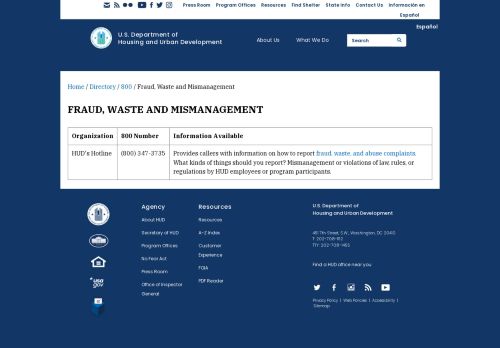 Press Room Program Offices Resources Find Shelter State Info Contact Us Información en Español
Español
U.S. Department of
Housing and Urban Development
About Us What We Do
Search
Home / Directory / 800 / Fraud, Waste and Mismanagement
FRAUD, WASTE AND MISMANAGEMENT
Organization 800 Number Information Available
HUD's Hotline (800) 347-3735 Provides callers with information on how to report fraud, waste, and abuse complaints.
What kinds of things should you report? Mismanagement or violations of law, rules, or
regulations by HUD employees or program participants.
Agency
About HUD
Secretary of HUD
Program Offices
No Fear Act
Press Room
Office of Inspector
General
Resources
Resources
A-Z Index
Customer
Experience
FOIA
PDF Reader
U.S. Department of
Housing and Urban Development
451 7th Street, S.W., Washington, DC 20410
T: 202-708-1112
TTY: 202-708-1455
Find a HUD office near you
Privacy Policy | Web Policies | Accessibility |
Sitemap
USA
gov